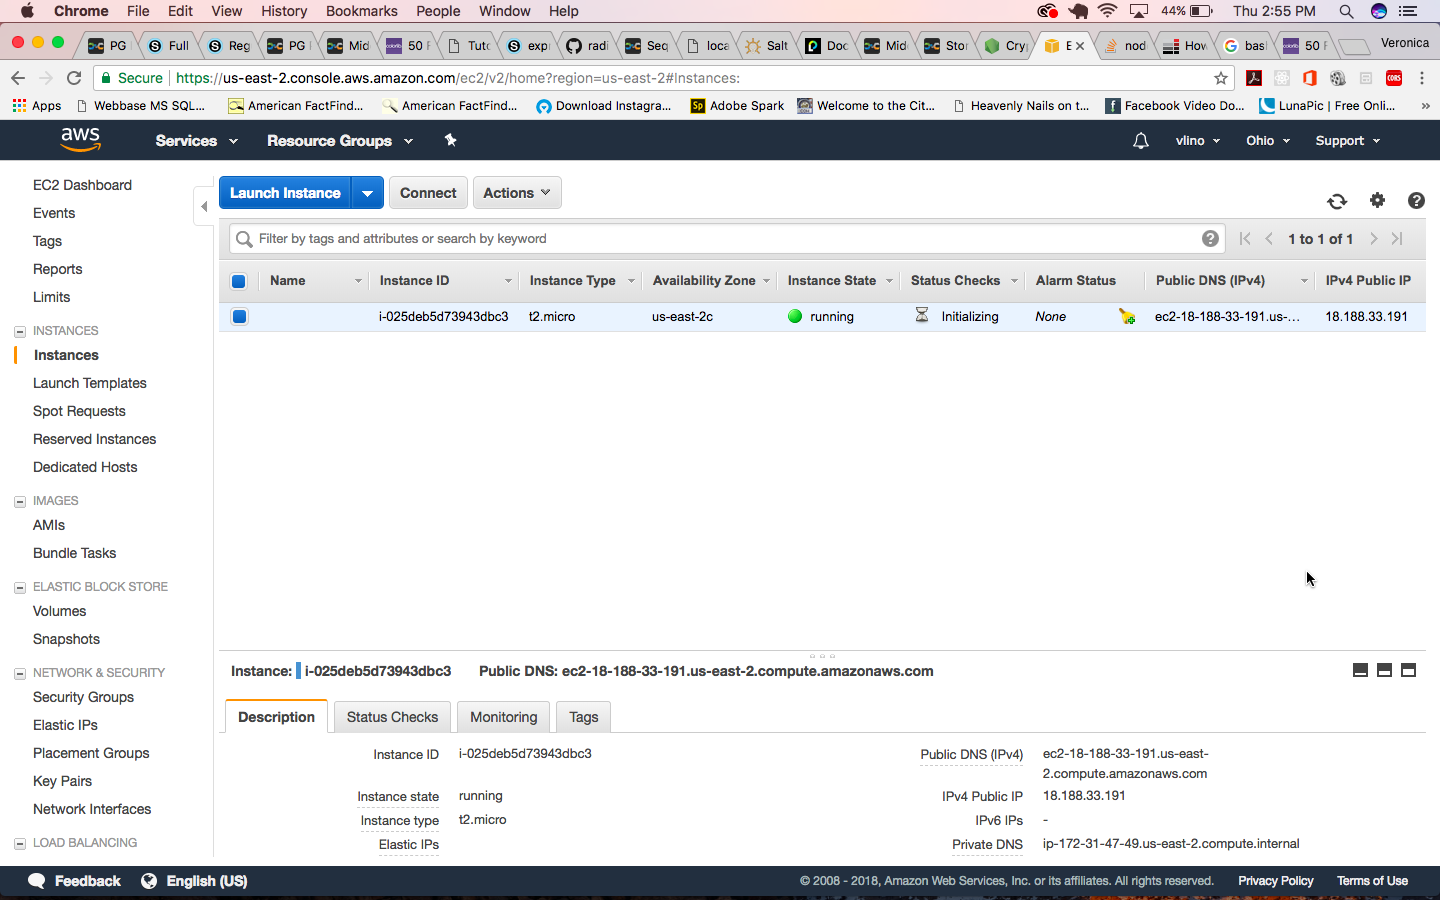 Chrome File Edit View History Bookmarks People Window Help 44% Thu 2:55 PM
PG Full Reg PG Mid 50 F Tuto exp radi Seq loca Salt Doc Mid Stor Cry E nod How bas 50 F Veronica
Secure https://us-east-2.console.aws.amazon.com/ec2/v2/home?region=us-east-2#Instances:
Apps Webbase MS SQL... American FactFind... American FactFind... Download Instagra... Sp Adobe Spark Welcome to the Cit... Heavenly Nails on t... Facebook Video Do... LunaPic | Free Onli... »
aws Services Resource Groups vlino Ohio Support
EC2 Dashboard
Events
Tags
Reports
Limits
INSTANCES
Instances
Launch Templates
Spot Requests
Reserved Instances
Dedicated Hosts
IMAGES
AMIs
Bundle Tasks
ELASTIC BLOCK STORE
Volumes
Snapshots
NETWORK & SECURITY
Security Groups
Elastic IPs
Placement Groups
Key Pairs
Network Interfaces
LOAD BALANCING
Launch Instance Connect Actions
Filter by tags and attributes or search by keyword 1 to 1 of 1
Name Instance ID Instance Type Availability Zone Instance State Status Checks Alarm Status Public DNS (IPv4) IPv4 Public IP
i-025deb5d73943dbc3 t2.micro us-east-2c running Initializing None ec2-18-188-33-191.us-... 18.188.33.191
Instance: i-025deb5d73943dbc3 Public DNS: ec2-18-188-33-191.us-east-2.compute.amazonaws.com
Description Status Checks Monitoring Tags
Instance ID i-025deb5d73943dbc3
Instance state running
Instance type t2.micro
Elastic IPs
Public DNS (IPv4) ec2-18-188-33-191.us-east-
2.compute.amazonaws.com
IPv4 Public IP 18.188.33.191
IPv6 IPs -
Private DNS ip-172-31-47-49.us-east-2.compute.internal
Feedback English (US) © 2008 - 2018, Amazon Web Services, Inc. or its affiliates. All rights reserved. Privacy Policy Terms of Use